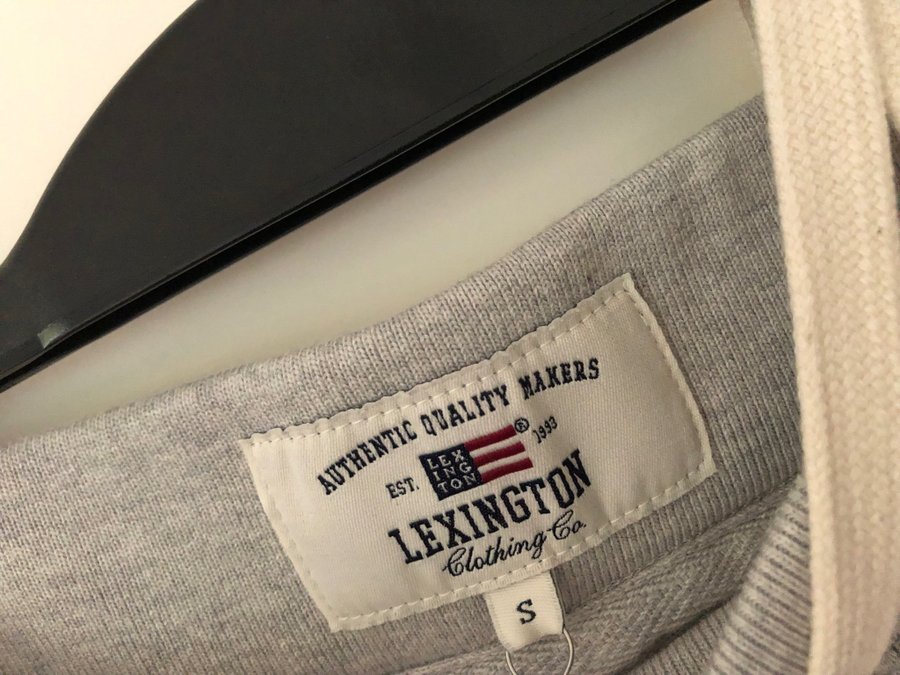 AUTHENTIC QUALITY MAKERS
EST. LEX ING TON ® 1993
LEXINGTON
Clothing Co.
S